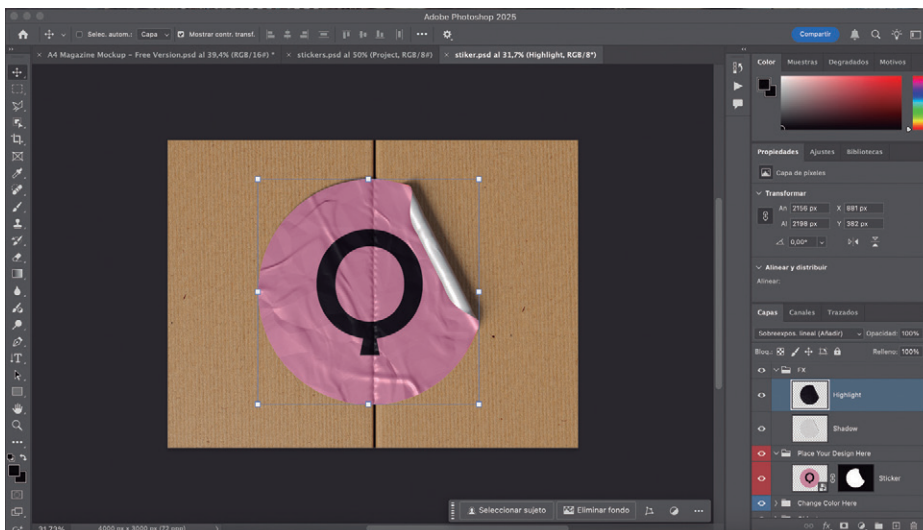 Adobe Photoshop 2025
Selec. autom.: Capa Mostrar contr. transf. Compartir
A4 Magazine Mockup – Free Version.psd al 39,4% (RGB/16#) *
stickers.psd al 50% (Project, RGB/8#)
stiker.psd al 31,7% (Highlight, RGB/8*)
Color Muestras Degradados Motivos
Propiedades Ajustes Bibliotecas
Capa de píxeles
Transformar
An 2156 px X 881 px
Al 2198 px Y 382 px
0,00°
Alinear y distribuir
Alinear:
Capas Canales Trazados
Sobreexpos. lineal (Añadir) Opacidad: 100%
Bloq.: Relleno: 100%
FX
Highlight
Shadow
Place Your Design Here
Sticker
Change Color Here
Seleccionar sujeto Eliminar fondo
31,73% 4000 px x 3000 px (72 ppp)